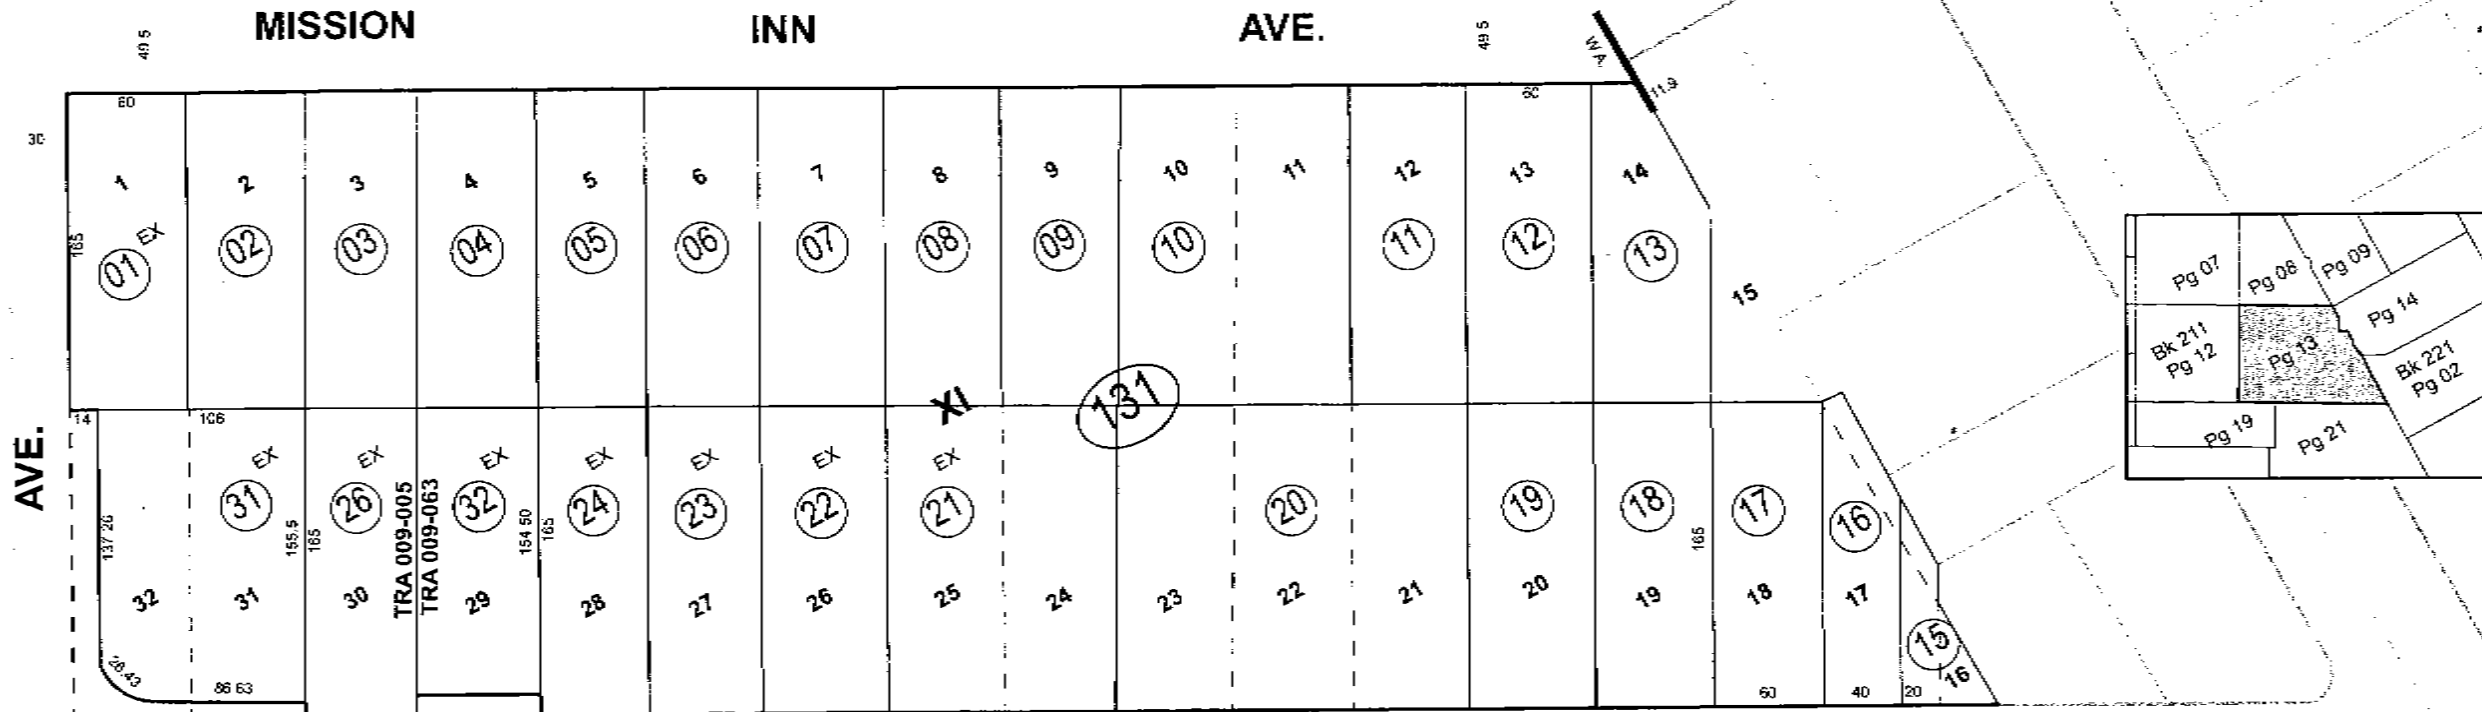 MISSION INN AVE.
49 5 49 5
W A
11.9
60
30
1 2 3 4 5 6 7 8 9 10 11 12 13 14
165
EX
01 02 03 04 05 06 07 08 09 10 11 12 13
15
XI 131
14 106
AVE.
EX EX EX EX EX EX EX
31 26 32 24 23 22 21 20 19 18 17 16
137 26 155.5 165
TRA 009-005
TRA 009-063
154 50 165 165
32 31 30 29 28 27 26 25 24 23 22 21 20 19 18 17
15
16
26.43 86 63 60 40 20
Pg 07 Pg 08 Pg 09
Pg 14
Bk 211
Pg 12
Pg 13
Bk 221
Pg 02
Pg 19 Pg 21